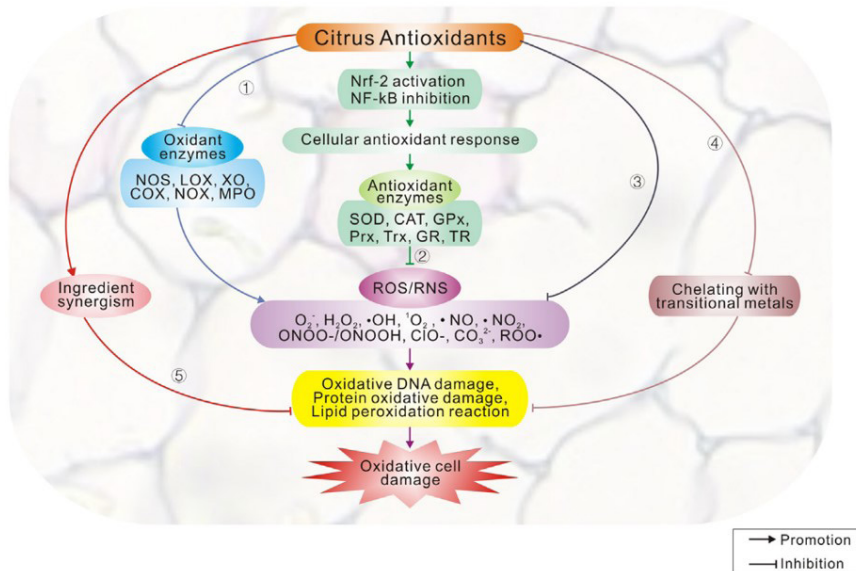 Citrus Antioxidants
①
Nrf-2 activation
NF-kB inhibition
Oxidant
enzymes
NOS, LOX, XO,
COX, NOX, MPO
Cellular antioxidant response
④
③
Antioxidant
enzymes
SOD, CAT, GPx,
Prx, Trx, GR, TR
②
Ingredient
synergism
ROS/RNS
Chelating with
transitional metals
O₂⁻, H₂O₂, •OH, ¹O₂, • NO, • NO₂,
ONOO-/ONOOH, ClO-, CO₃²⁻, ROO•
⑤
Oxidative DNA damage,
Protein oxidative damage,
Lipid peroxidation reaction
Oxidative cell
damage
Promotion
Inhibition